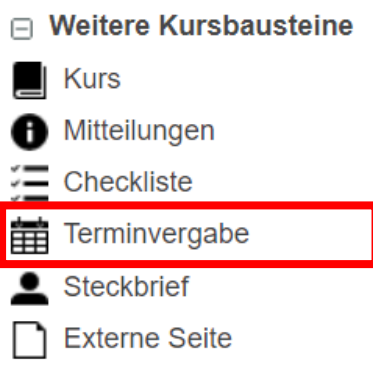 Weitere Kursbausteine
Kurs
Mitteilungen
Checkliste
Terminvergabe
Steckbrief
Externe Seite